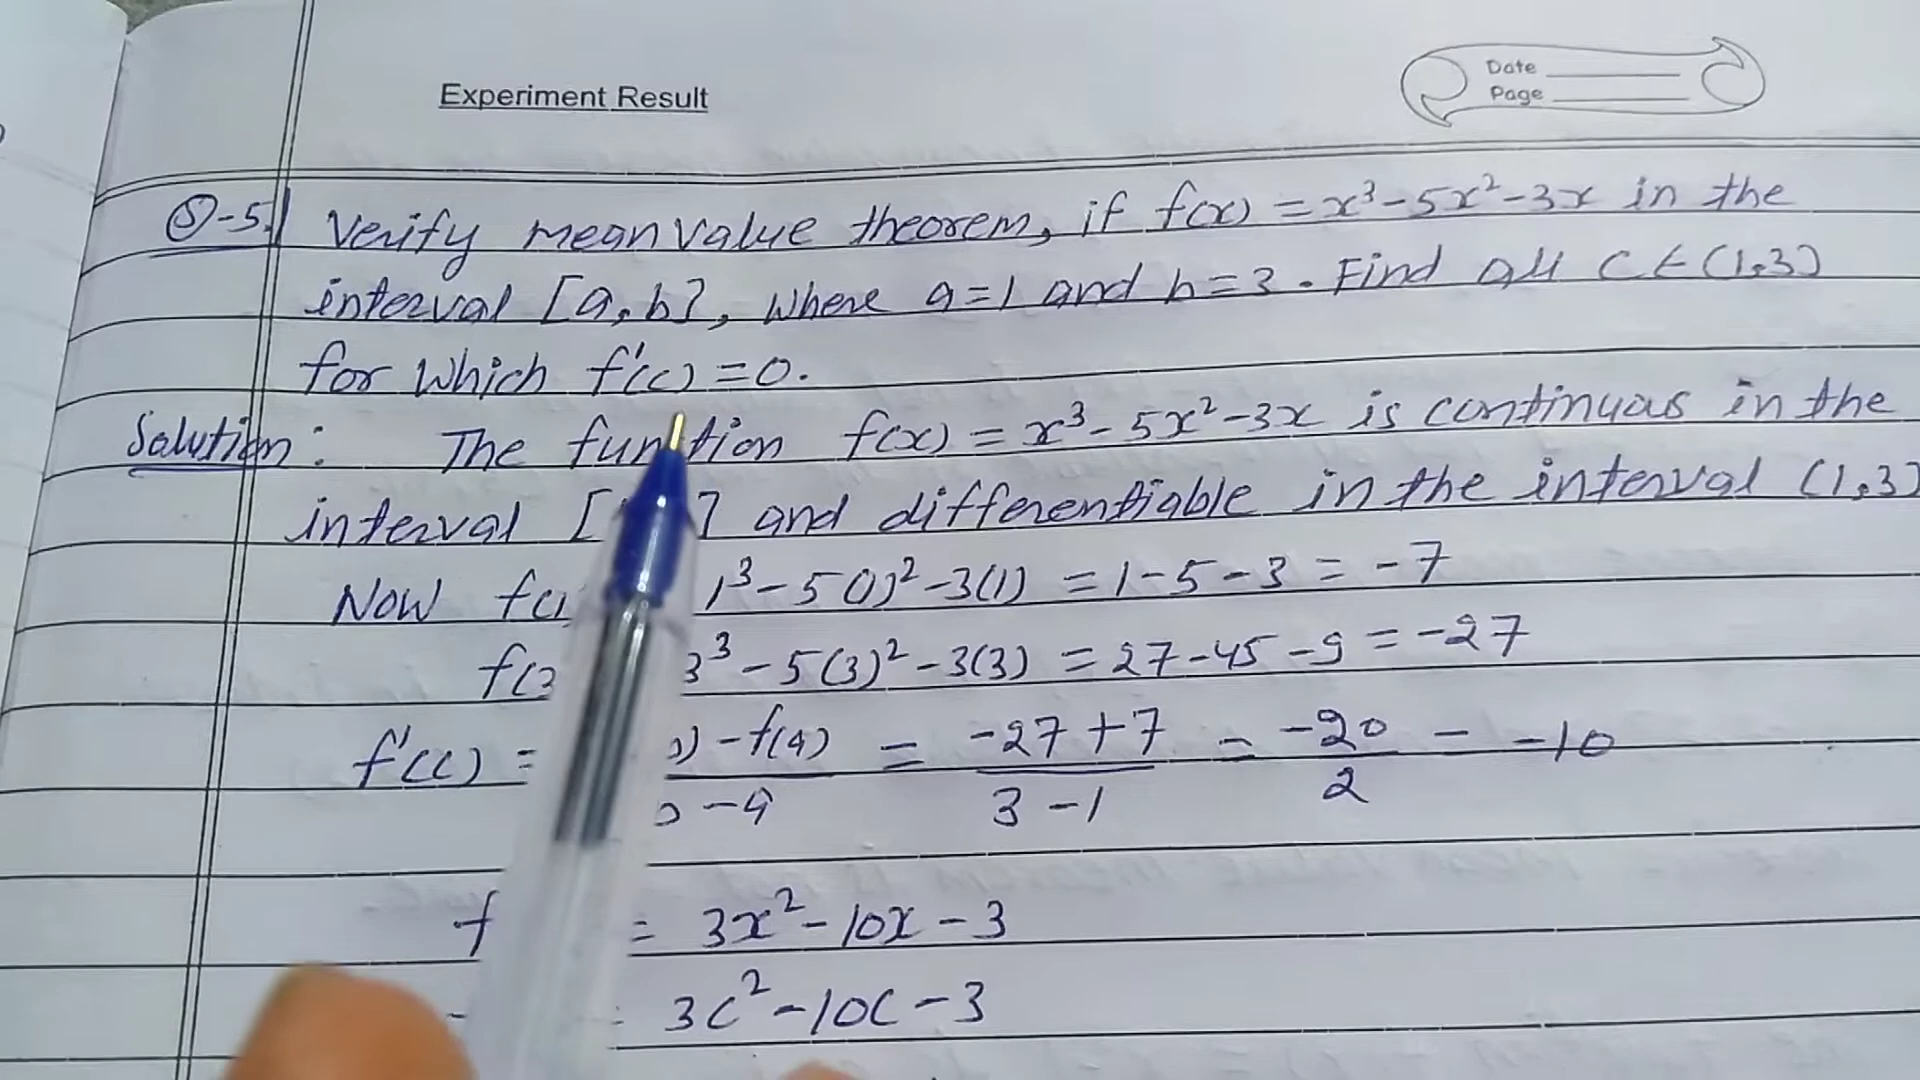 Date
Page
Experiment Result
Q-5. Verify mean value theorem, if f(x) = x³-5x²-3x in the
interval [a, b], where a=1 and b=3. Find all c ∈ (1,3)
for which f'(c) = 0.
Solution: The function f(x) = x³-5x²-3x is continuous in the
interval [ ] and differentiable in the interval (1,3)
Now f(1 1³-5(1)²-3(1) = 1-5-3 = -7
f(3 3³-5(3)²-3(3) = 27-45-9 = -27
f'(c) = )-f(a) / -a = -27+7 / 3-1 = -20 / 2 = -10
f = 3x²-10x-3
= 3c²-10c-3